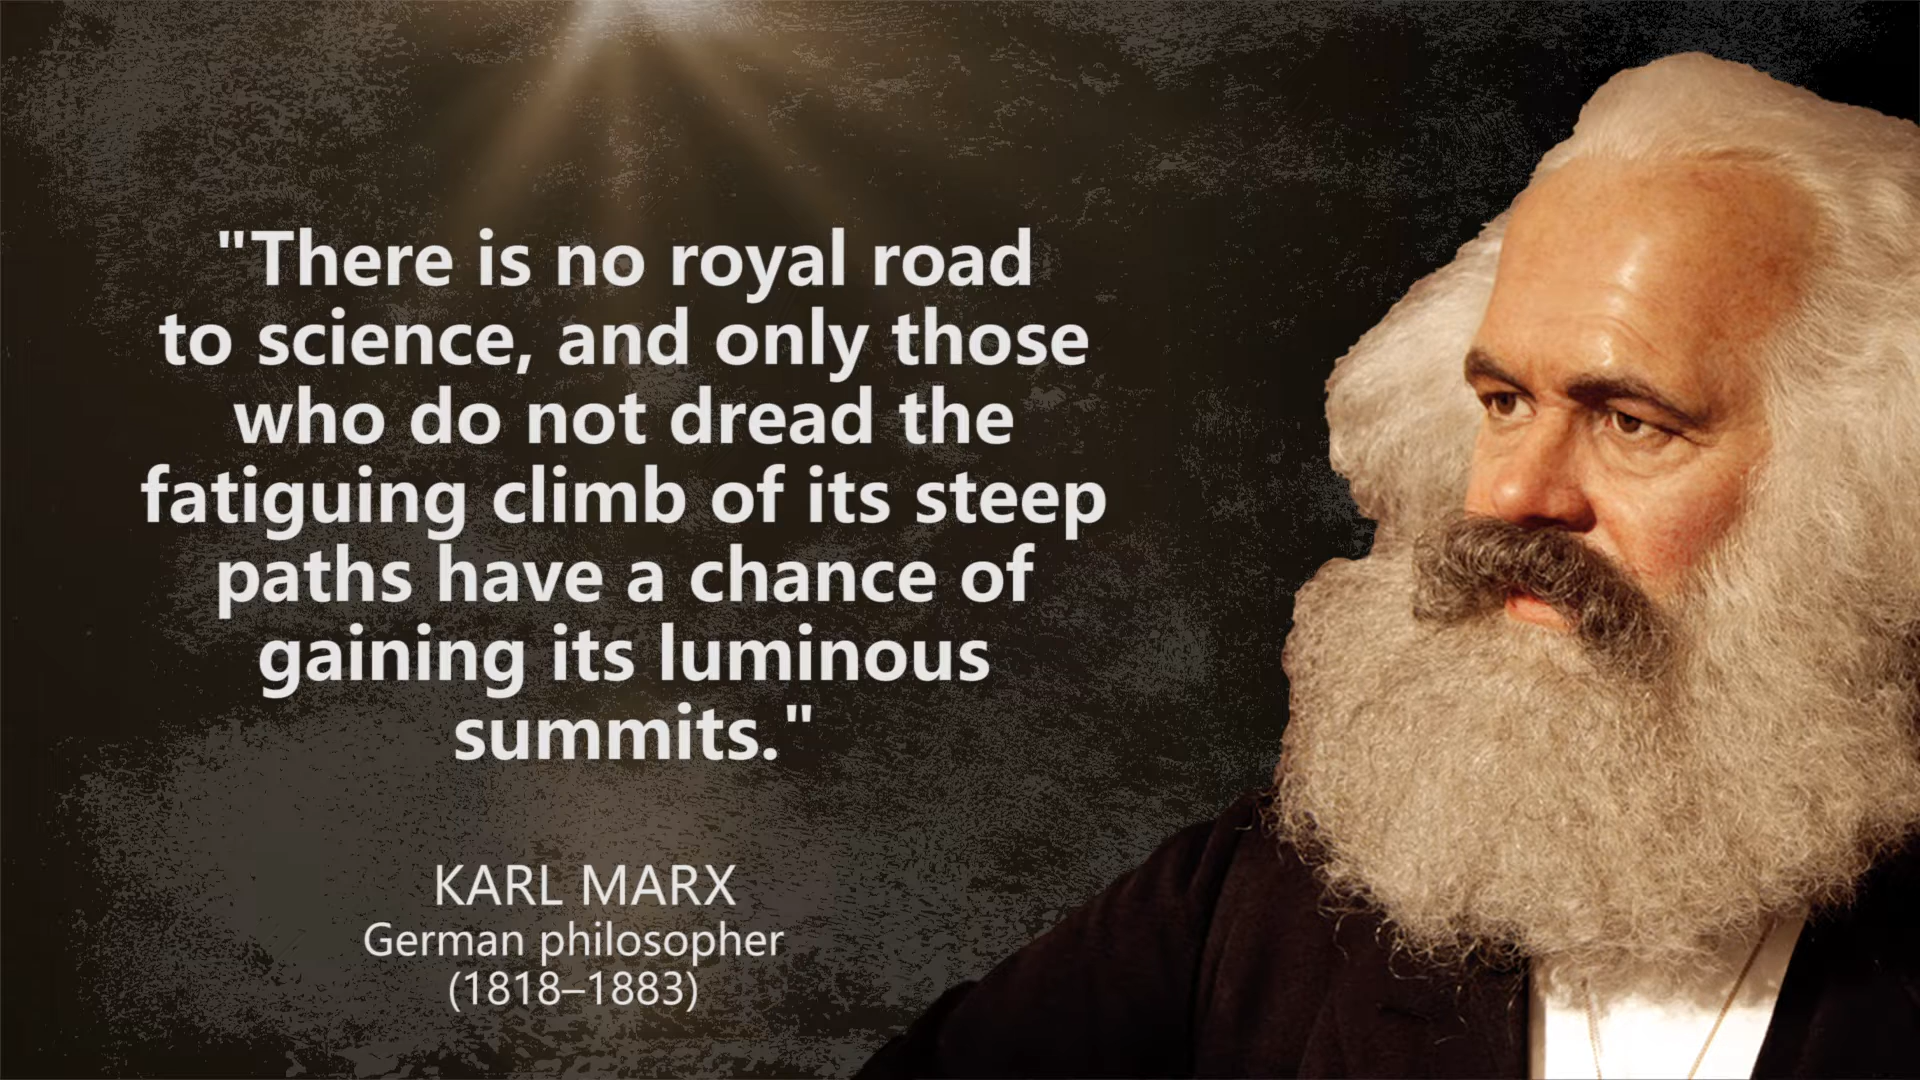 "There is no royal road
to science, and only those
who do not dread the
fatiguing climb of its steep
paths have a chance of
gaining its luminous
summits."
KARL MARX
German philosopher
(1818–1883)